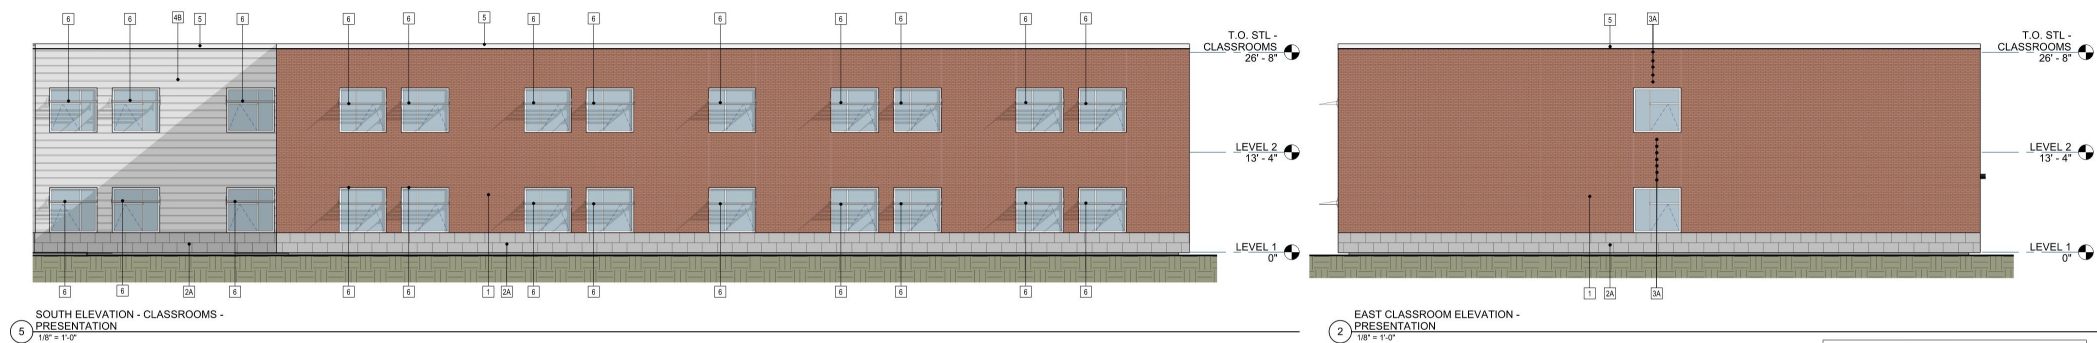 6 6 4B 5 6 6 6 5 6 6 6 6 6 6 6
T.O. STL -
CLASSROOMS
26' - 8"
LEVEL 2
13' - 4"
LEVEL 1
0"
6 6 2A 6 6 6 1 2A 6 6 6 6 6 6 6
5
SOUTH ELEVATION - CLASSROOMS -
PRESENTATION
1/8" = 1'-0"
5 3A
T.O. STL -
CLASSROOMS
26' - 8"
LEVEL 2
13' - 4"
LEVEL 1
0"
1 2A 3A
2
EAST CLASSROOM ELEVATION -
PRESENTATION
1/8" = 1'-0"